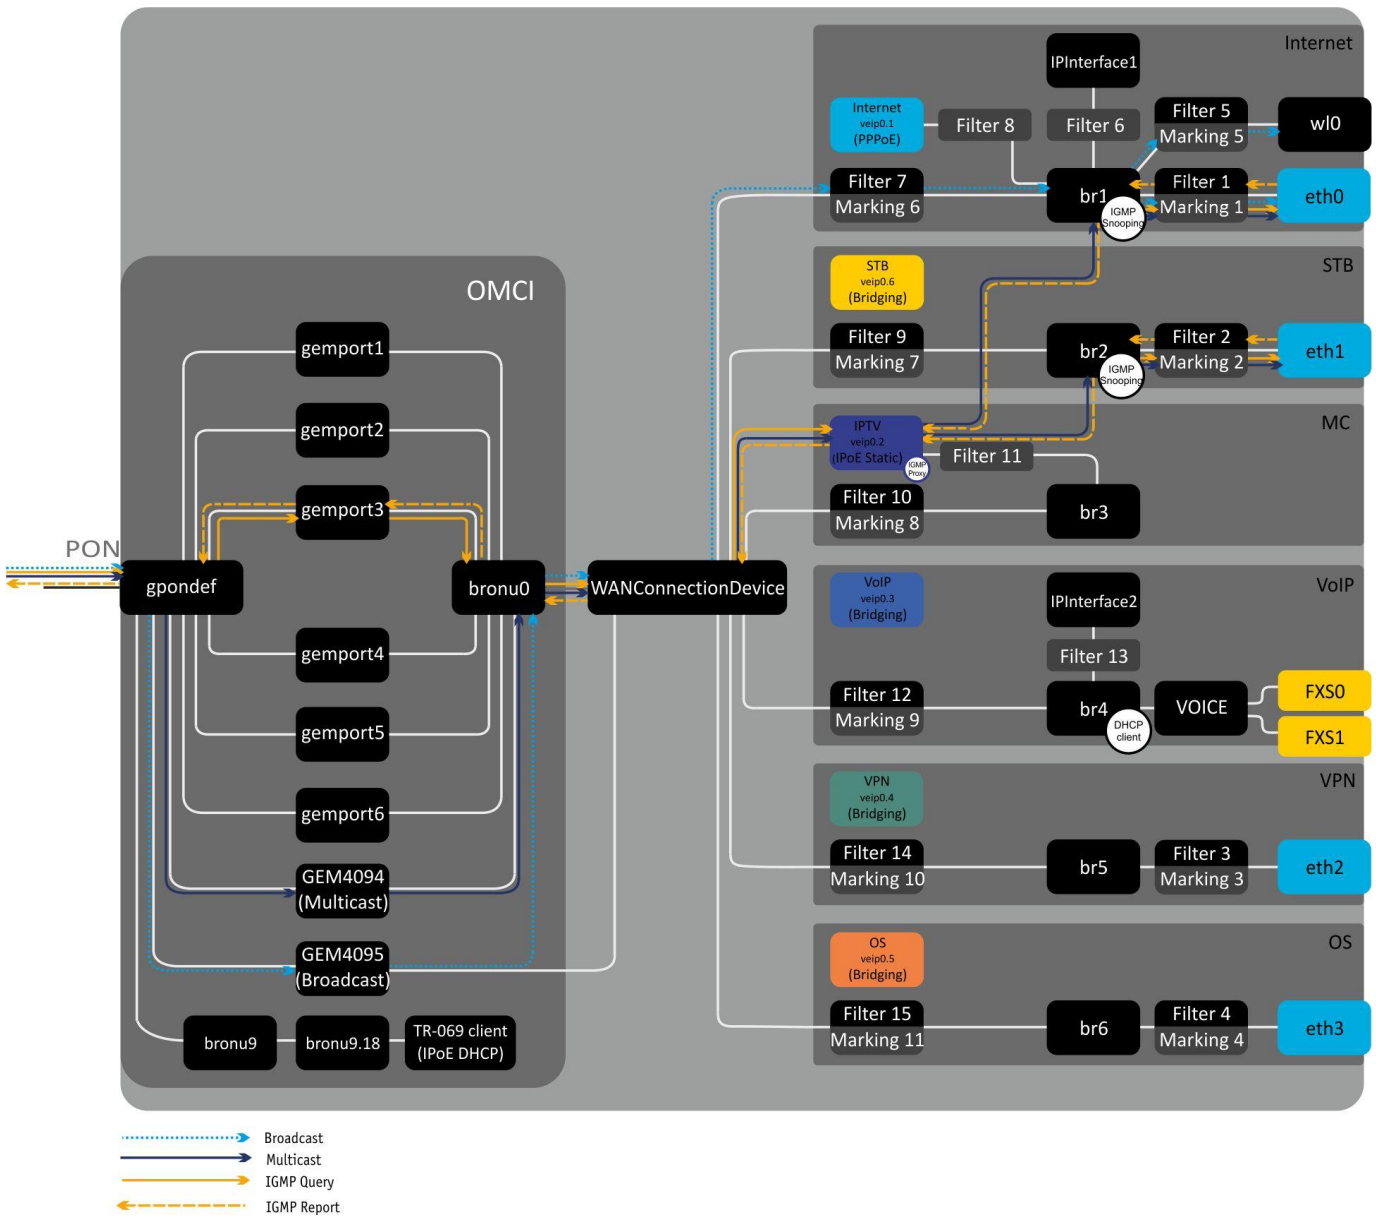 Internet
IPInterface1
Internet
veip0.1
(PPPoE)
Filter 8
Filter 6
Filter 5
Marking 5
wl0
Filter 7
Marking 6
br1
IGMP
Snooping
Filter 1
Marking 1
eth0
STB
STB
veip0.6
(Bridging)
Filter 9
Marking 7
br2
IGMP
Snooping
Filter 2
Marking 2
eth1
MC
IPTV
veip0.2
(IPoE Static)
IGMP
Proxy
Filter 11
Filter 10
Marking 8
br3
OMCI
gemport1
gemport2
gemport3
PON
gpondef
bronu0
WANConnectionDevice
gemport4
gemport5
gemport6
GEM4094
(Multicast)
GEM4095
(Broadcast)
bronu9
bronu9.18
TR-069 client
(IPoE DHCP)
VoIP
VoIP
veip0.3
(Bridging)
IPInterface2
Filter 13
Filter 12
Marking 9
br4
DHCP
client
VOICE
FXS0
FXS1
VPN
VPN
veip0.4
(Bridging)
Filter 14
Marking 10
br5
Filter 3
Marking 3
eth2
OS
OS
veip0.5
(Bridging)
Filter 15
Marking 11
br6
Filter 4
Marking 4
eth3
Broadcast
Multicast
IGMP Query
IGMP Report